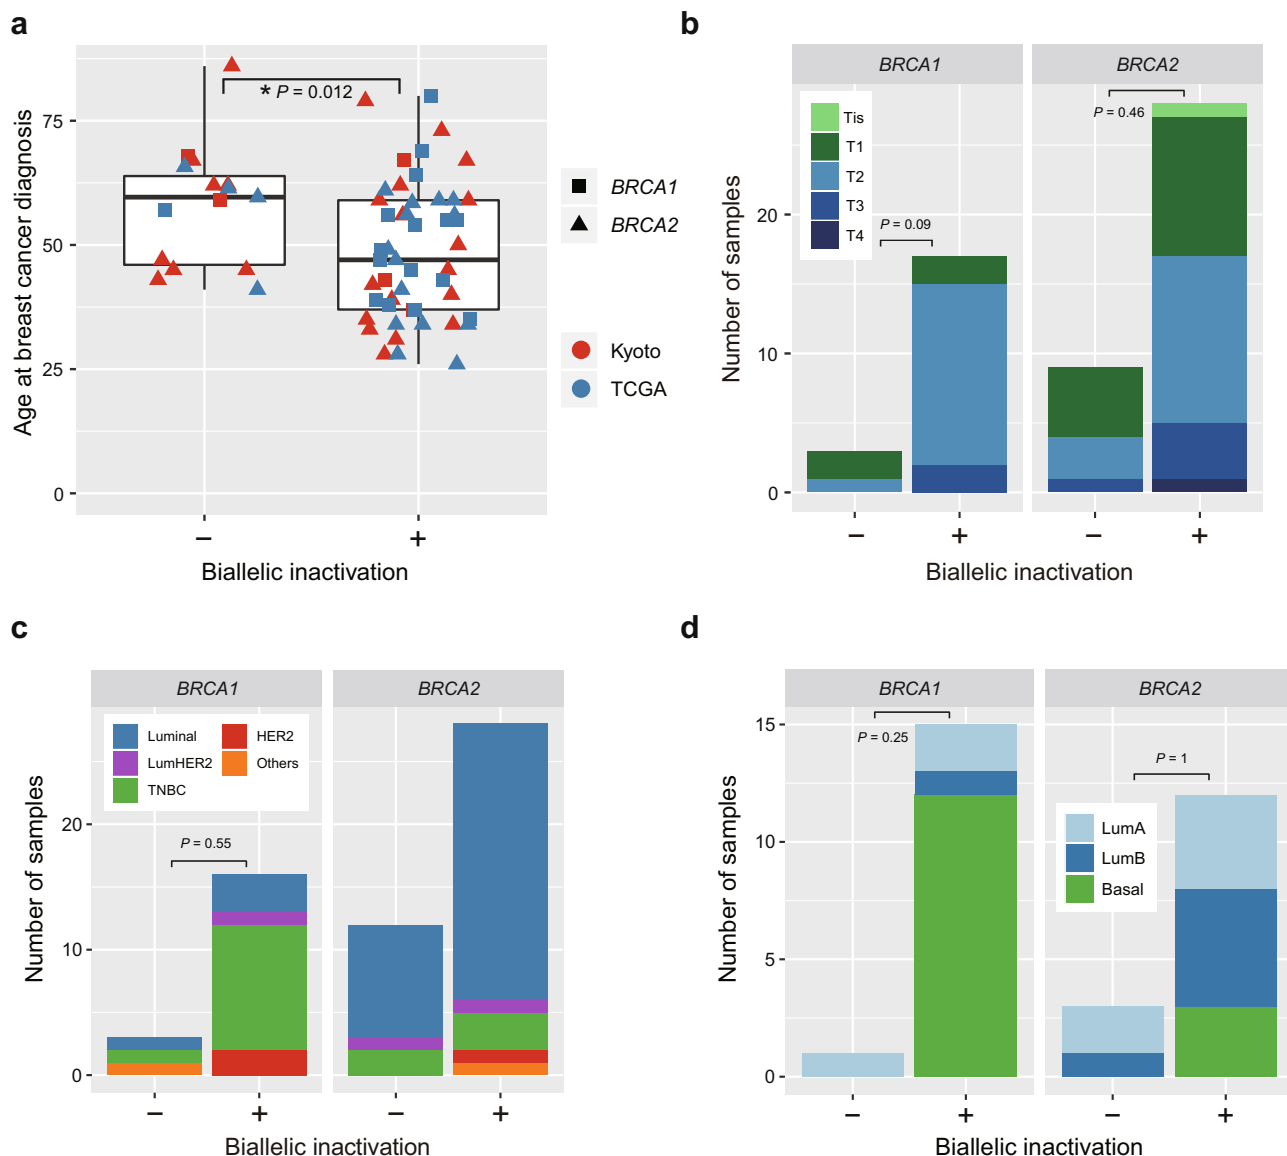 a
* P = 0.012
75
50
25
0
Age at breast cancer diagnosis
− +
Biallelic inactivation
BRCA1
BRCA2
Kyoto
TCGA
b
BRCA1 BRCA2
Tis
T1
T2
T3
T4
P = 0.09
P = 0.46
20
10
0
Number of samples
− + − +
Biallelic inactivation
c
BRCA1 BRCA2
Luminal HER2
LumHER2 Others
TNBC
P = 0.55
20
10
0
Number of samples
− + − +
Biallelic inactivation
d
BRCA1 BRCA2
P = 0.25
P = 1
LumA
LumB
Basal
15
10
5
0
Number of samples
− + − +
Biallelic inactivation